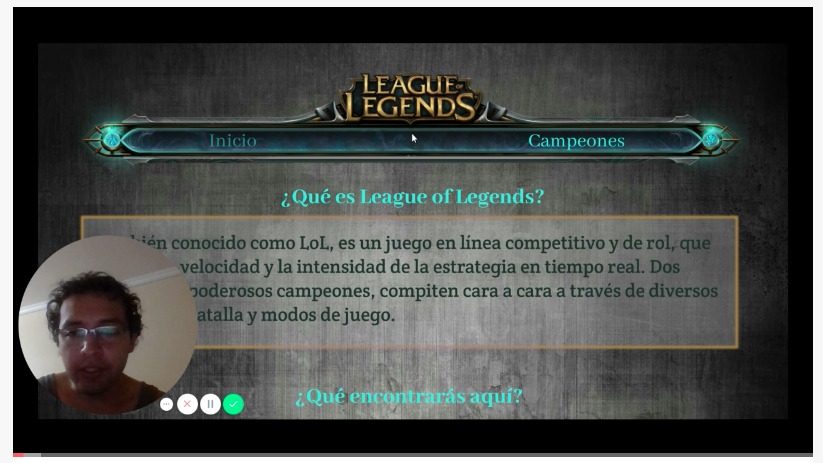 LEAGUE OF
LEGENDS
Inicio
Campeones
¿Qué es League of Legends?
conocido como LoL, es un juego en línea competitivo y de rol, que
velocidad y la intensidad de la estrategia en tiempo real. Dos
poderosos campeones, compiten cara a cara a través de diversos
y modos de juego.
¿Qué encontrarás aquí?